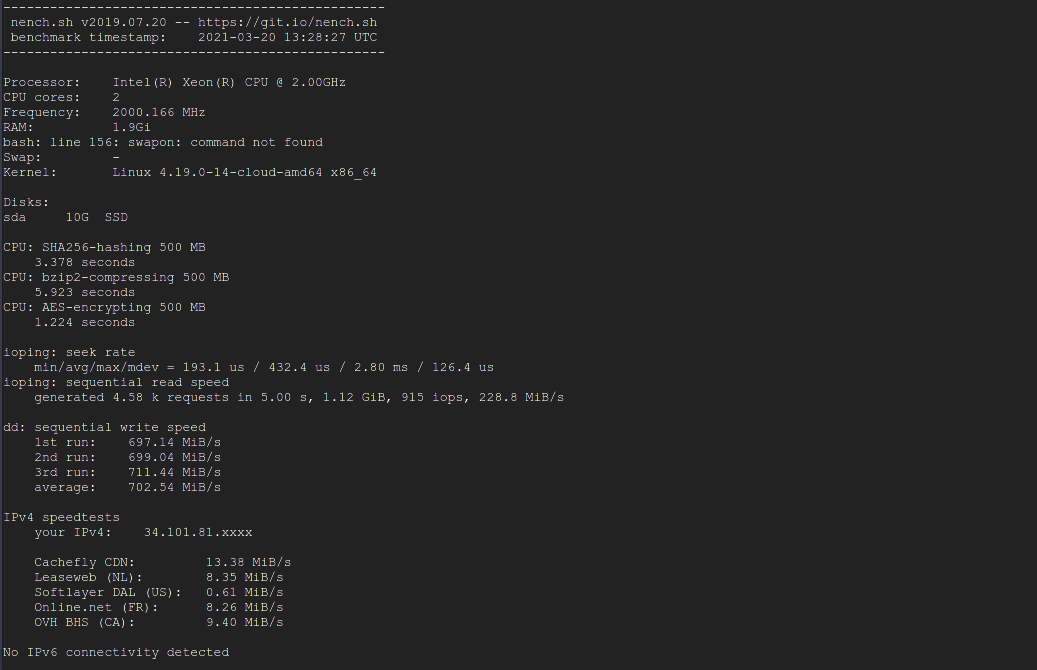 -------------------------------------------------
 nench.sh v2019.07.20 -- https://git.io/nench.sh
 benchmark timestamp:    2021-03-20 13:28:27 UTC
-------------------------------------------------

Processor:    Intel(R) Xeon(R) CPU @ 2.00GHz
CPU cores:    2
Frequency:    2000.166 MHz
RAM:          1.9Gi
bash: line 156: swapon: command not found
Swap:         -
Kernel:       Linux 4.19.0-14-cloud-amd64 x86_64

Disks:
sda     10G  SSD

CPU: SHA256-hashing 500 MB
    3.378 seconds
CPU: bzip2-compressing 500 MB
    5.923 seconds
CPU: AES-encrypting 500 MB
    1.224 seconds

ioping: seek rate
    min/avg/max/mdev = 193.1 us / 432.4 us / 2.80 ms / 126.4 us
ioping: sequential read speed
    generated 4.58 k requests in 5.00 s, 1.12 GiB, 915 iops, 228.8 MiB/s

dd: sequential write speed
    1st run:    697.14 MiB/s
    2nd run:    699.04 MiB/s
    3rd run:    711.44 MiB/s
    average:    702.54 MiB/s

IPv4 speedtests
    your IPv4:    34.101.81.xxxx

    Cachefly CDN:         13.38 MiB/s
    Leaseweb (NL):        8.35 MiB/s
    Softlayer DAL (US):   0.61 MiB/s
    Online.net (FR):      8.26 MiB/s
    OVH BHS (CA):         9.40 MiB/s

No IPv6 connectivity detected